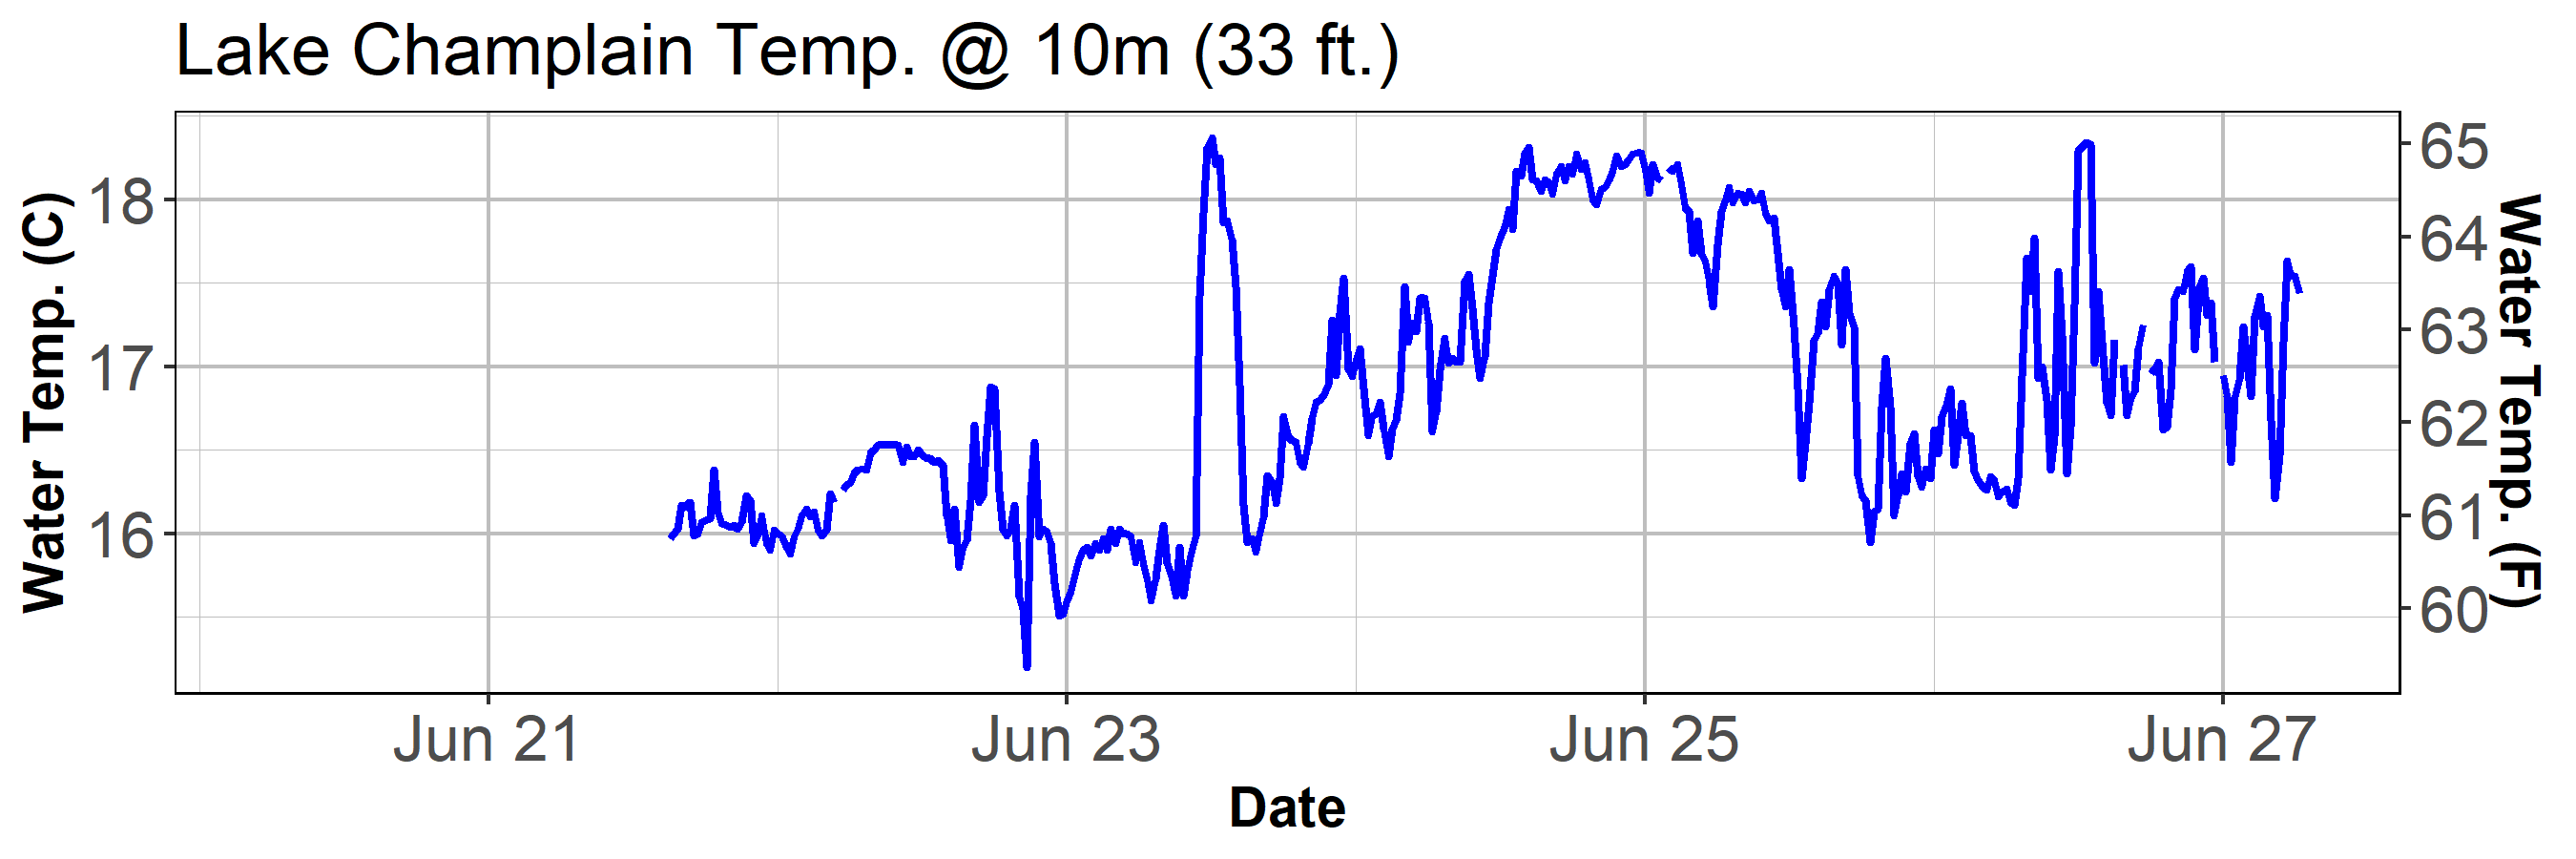 Lake Champlain Temp. @ 10m (33 ft.)
Water Temp. (C)
18
17
16
65
64
63
62
61
60
Water Temp. (F)
Jun 21
Jun 23
Jun 25
Jun 27
Date